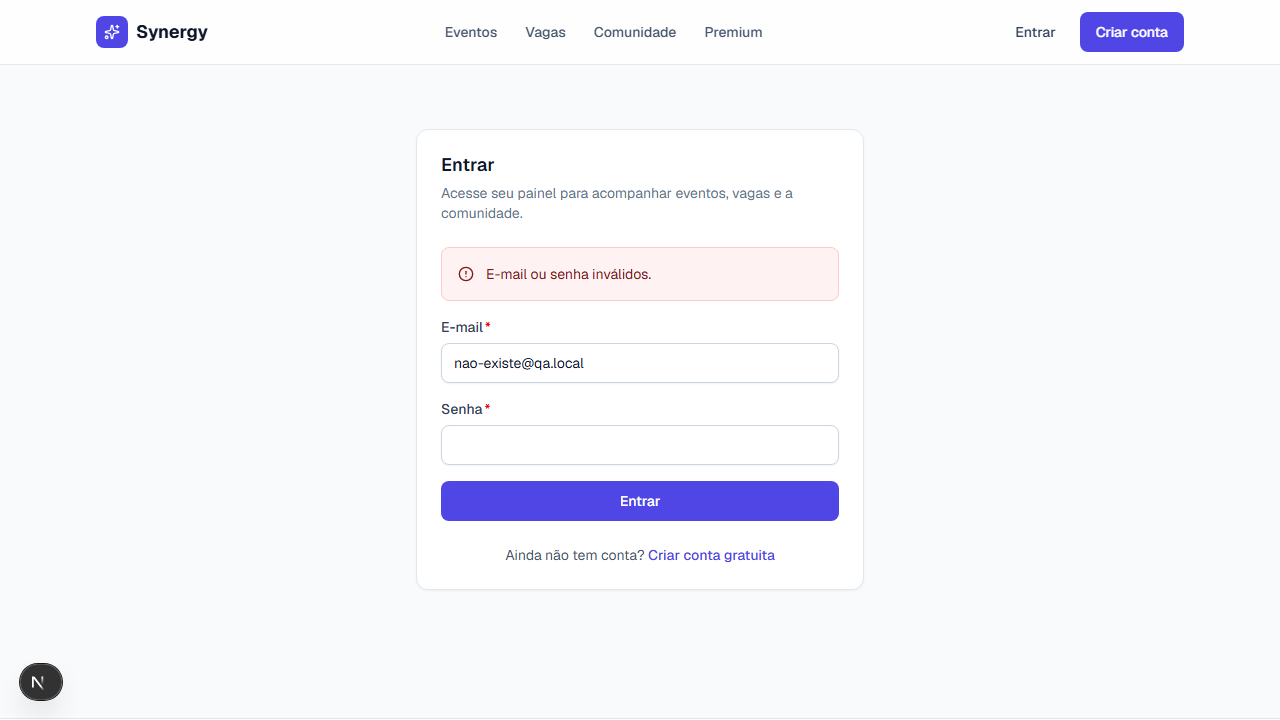 Synergy
Eventos
Vagas
Comunidade
Premium
Entrar
Criar conta
Entrar
Acesse seu painel para acompanhar eventos, vagas e a
comunidade.
E-mail ou senha inválidos.
E-mail*
nao-existe@qa.local
Senha*
Entrar
Ainda não tem conta? Criar conta gratuita
N